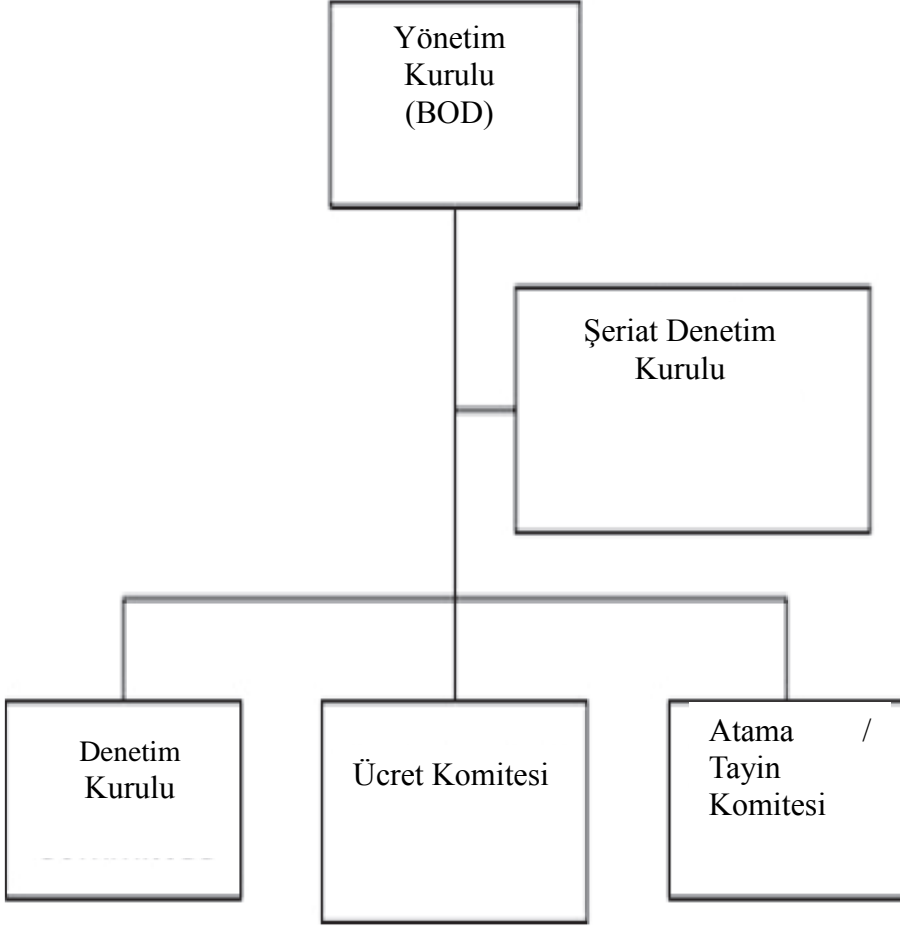 Yönetim
Kurulu
(BOD)
Şeriat Denetim
Kurulu
Denetim
Kurulu
Ücret Komitesi
Atama /
Tayin
Komitesi